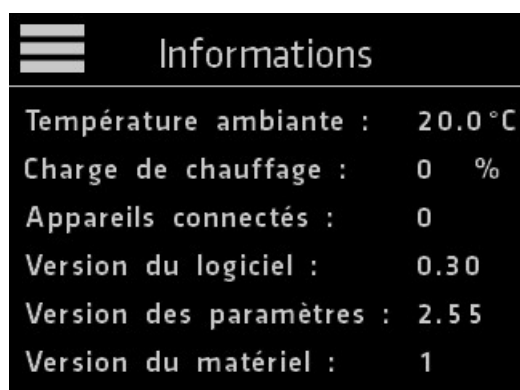 Informations
Température ambiante : 20.0°C
Charge de chauffage : 0 %
Appareils connectés : 0
Version du logiciel : 0.30
Version des paramètres : 2.55
Version du matériel : 1